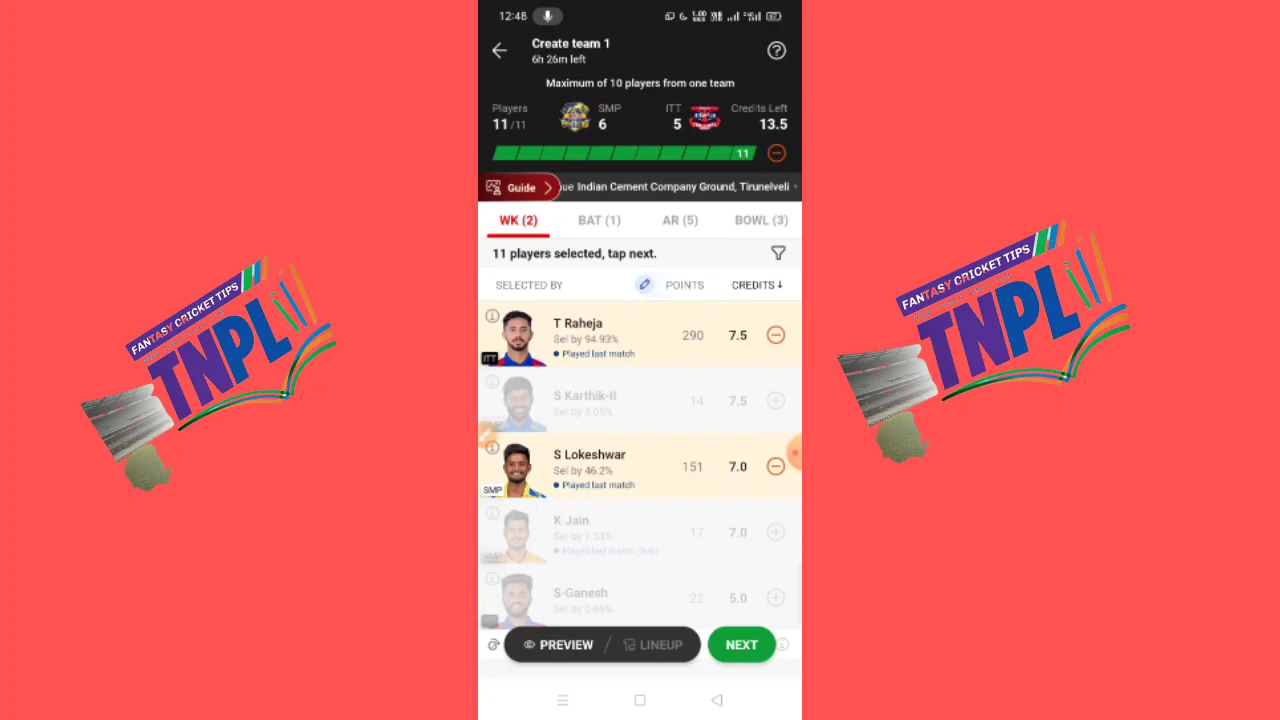 12:48
Create team 1
6h 26m left
Maximum of 10 players from one team
Players SMP ITT Credits Left
11/11 6 5 13.5
11
Guide ue Indian Cement Company Ground, Tirunelveli
WK (2) BAT (1) AR (5) BOWL (3)
11 players selected, tap next.
SELECTED BY POINTS CREDITS↓
T Raheja
Sel by 94.93% 290 7.5
Played last match
ITT
S Karthik-II
14 7.5
S Lokeshwar
Sel by 46.2% 151 7.0
Played last match
SMP
K Jain
Sel by 1.33% 17 7.0
Played last match (sub)
SMP
S-Ganesh
Sel by 0.66% 22 5.0
PREVIEW / LINEUP NEXT
FANTASY CRICKET TIPS
TNPL
FANTASY CRICKET TIPS
TNPL